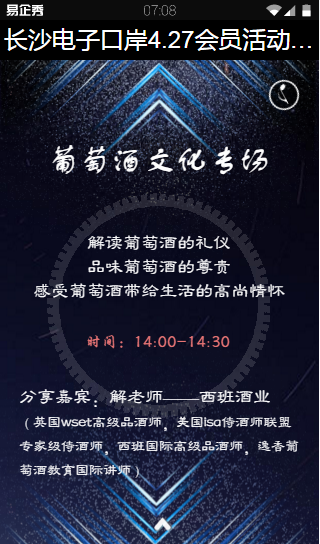 易企秀 07:08
长沙电子口岸4.27会员活动…
葡萄酒文化专场
解读葡萄酒的礼仪
品味葡萄酒的尊贵
感受葡萄酒带给生活的高尚情怀
时间：14:00-14:30
分享嘉宾：解老师——西班酒业
（英国wset高级品酒师，美国isa侍酒师联盟
专家级侍酒师，西班国际高级品酒师，逸香葡
萄酒教育国际讲师）